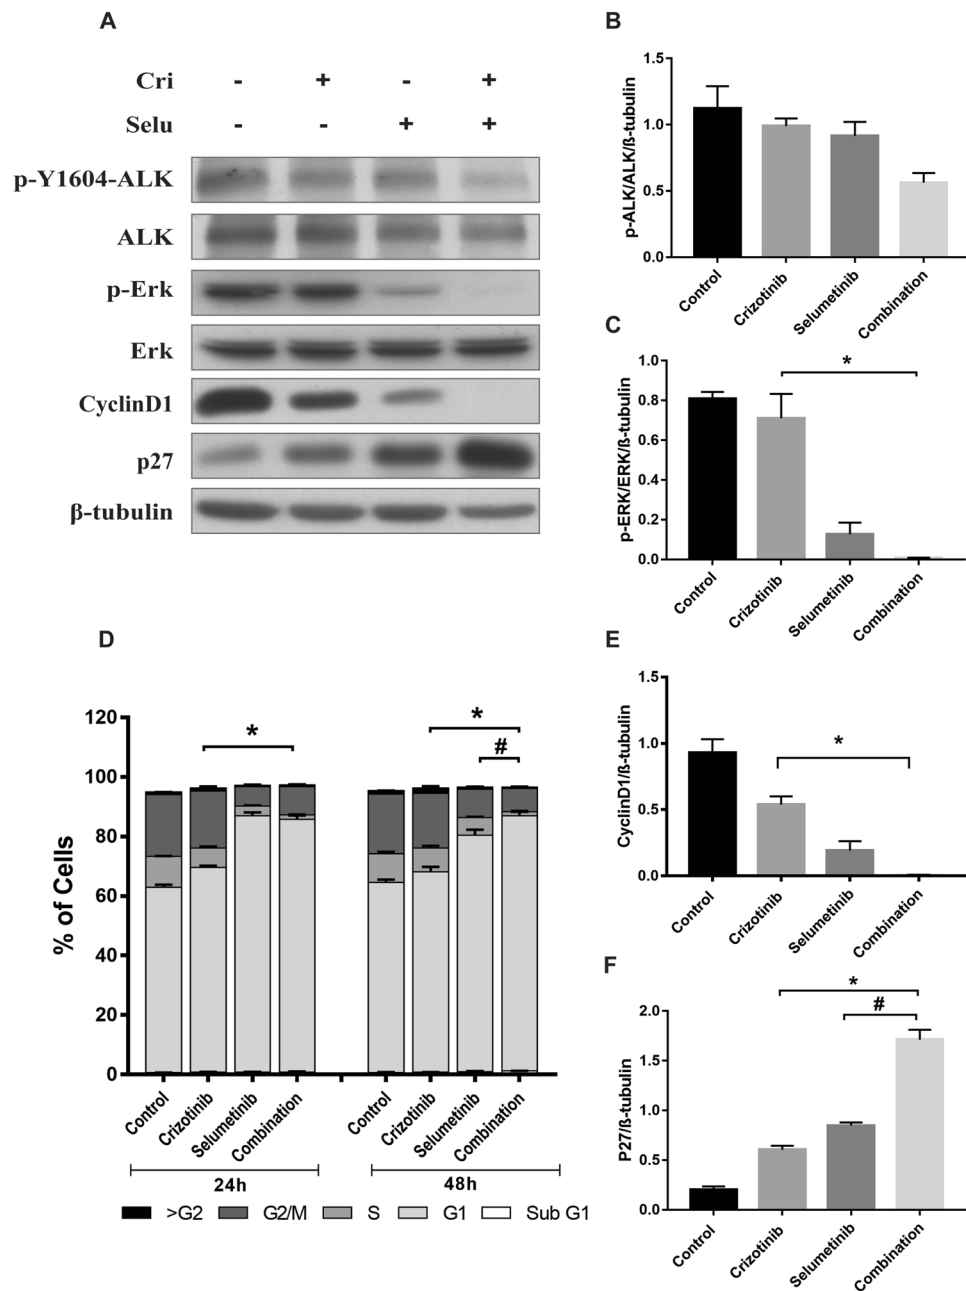 A
Cri - + - +
Selu - - + +
p-Y1604-ALK
ALK
p-Erk
Erk
CyclinD1
p27
β-tubulin
B
p-ALK/ALK/ß-tubulin
1.5
1.0
0.5
0.0
Control
Crizotinib
Selumetinib
Combination
C
p-ERK/ERK/ß-tubulin
1.0
0.8
0.6
0.4
0.2
0.0
*
Control
Crizotinib
Selumetinib
Combination
D
% of Cells
120
100
80
60
40
20
0
*
*
#
Control
Crizotinib
Selumetinib
Combination
Control
Crizotinib
Selumetinib
Combination
24h
48h
>G2 G2/M S G1 Sub G1
E
CyclinD1/ß-tubulin
1.5
1.0
0.5
0.0
*
Control
Crizotinib
Selumetinib
Combination
F
P27/ß-tubulin
2.0
1.5
1.0
0.5
0.0
*
#
Control
Crizotinib
Selumetinib
Combination